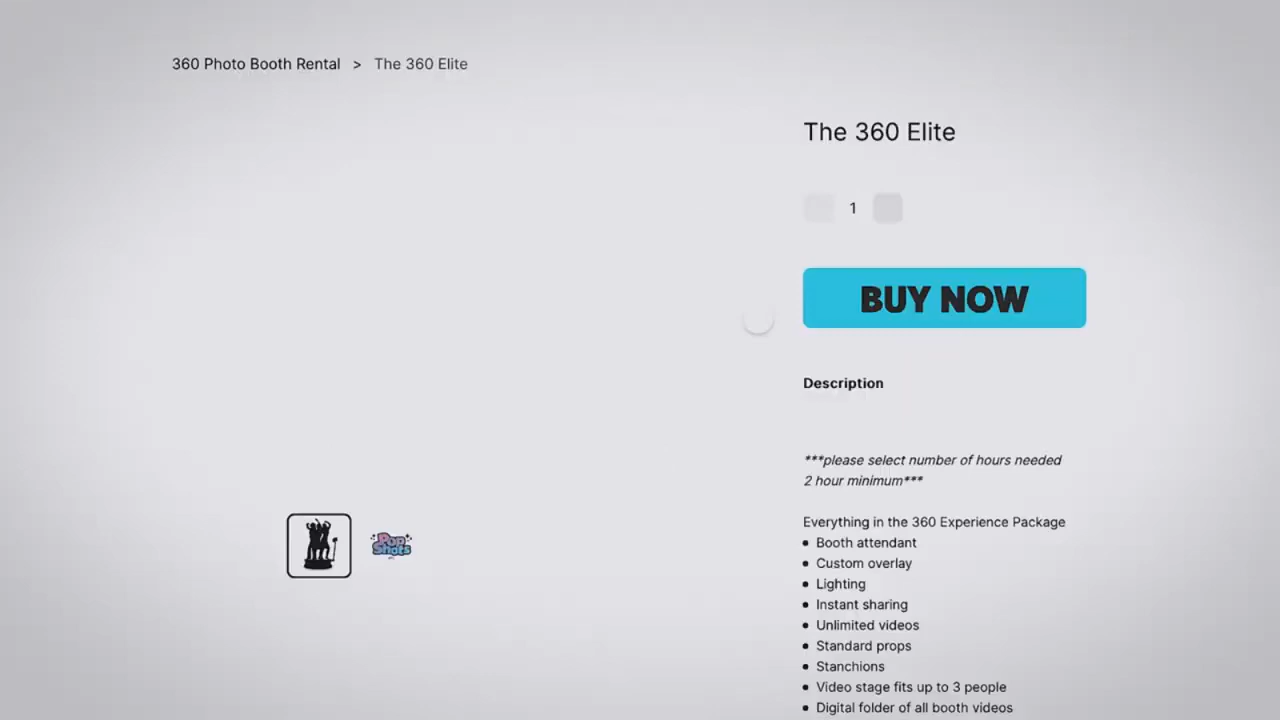 360 Photo Booth Rental > The 360 Elite
The 360 Elite
1
BUY NOW
Description
***please select number of hours needed
2 hour minimum***
Everything in the 360 Experience Package
• Booth attendant
• Custom overlay
• Lighting
• Instant sharing
• Unlimited videos
• Standard props
• Stanchions
• Video stage fits up to 3 people
• Digital folder of all booth videos
Pop
Shots